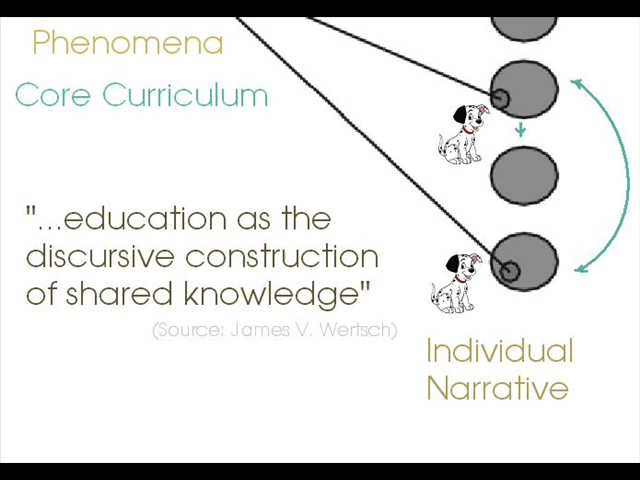 Phenomena
Core Curriculum
"...education as the
discursive construction
of shared knowledge"
(Source: James V. Wertsch)
Individual
Narrative